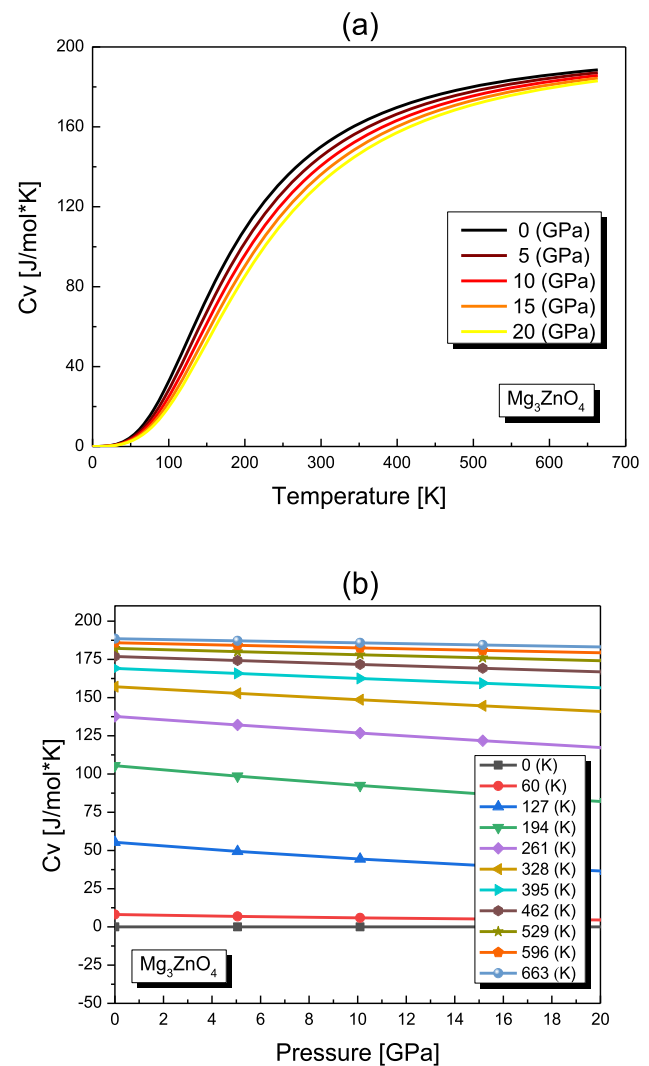 (a)
200
160
120
80
40
0
Cv [J/mol*K]
0 (GPa)
5 (GPa)
10 (GPa)
15 (GPa)
20 (GPa)
Mg₃ZnO₄
0 100 200 300 400 500 600 700
Temperature [K]
(b)
200
175
150
125
100
75
50
25
0
-25
-50
Cv [J/mol*K]
0 (K)
60 (K)
127 (K)
194 (K)
261 (K)
328 (K)
395 (K)
462 (K)
529 (K)
596 (K)
663 (K)
Mg₃ZnO₄
0 2 4 6 8 10 12 14 16 18 20
Pressure [GPa]